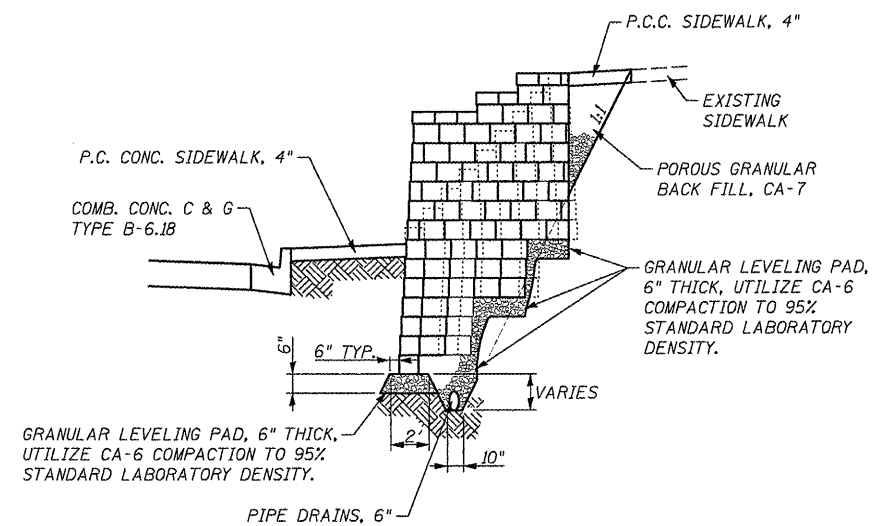 P.C.C. SIDEWALK, 4"
EXISTING
SIDEWALK
1:1
P.C. CONC. SIDEWALK, 4"
POROUS GRANULAR
BACK FILL, CA-7
COMB. CONC. C & G
TYPE B-6.18
GRANULAR LEVELING PAD,
6" THICK, UTILIZE CA-6
COMPACTION TO 95%
STANDARD LABORATORY
DENSITY.
6"
6" TYP.
VARIES
GRANULAR LEVELING PAD, 6" THICK,
UTILIZE CA-6 COMPACTION TO 95%
STANDARD LABORATORY DENSITY.
2'
10"
PIPE DRAINS, 6"